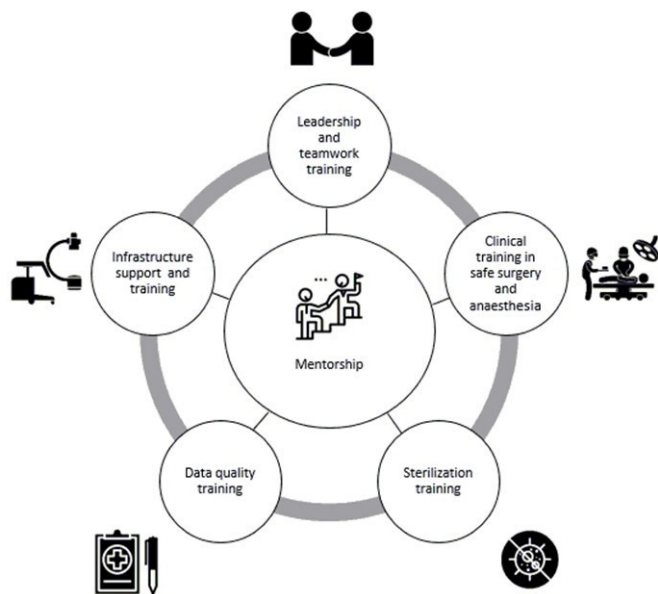 Leadership
and
teamwork
training
Clinical
training in
safe surgery
and
anaesthesia
Infrastructure
support and
training
...
Mentorship
Data quality
training
Sterilization
training